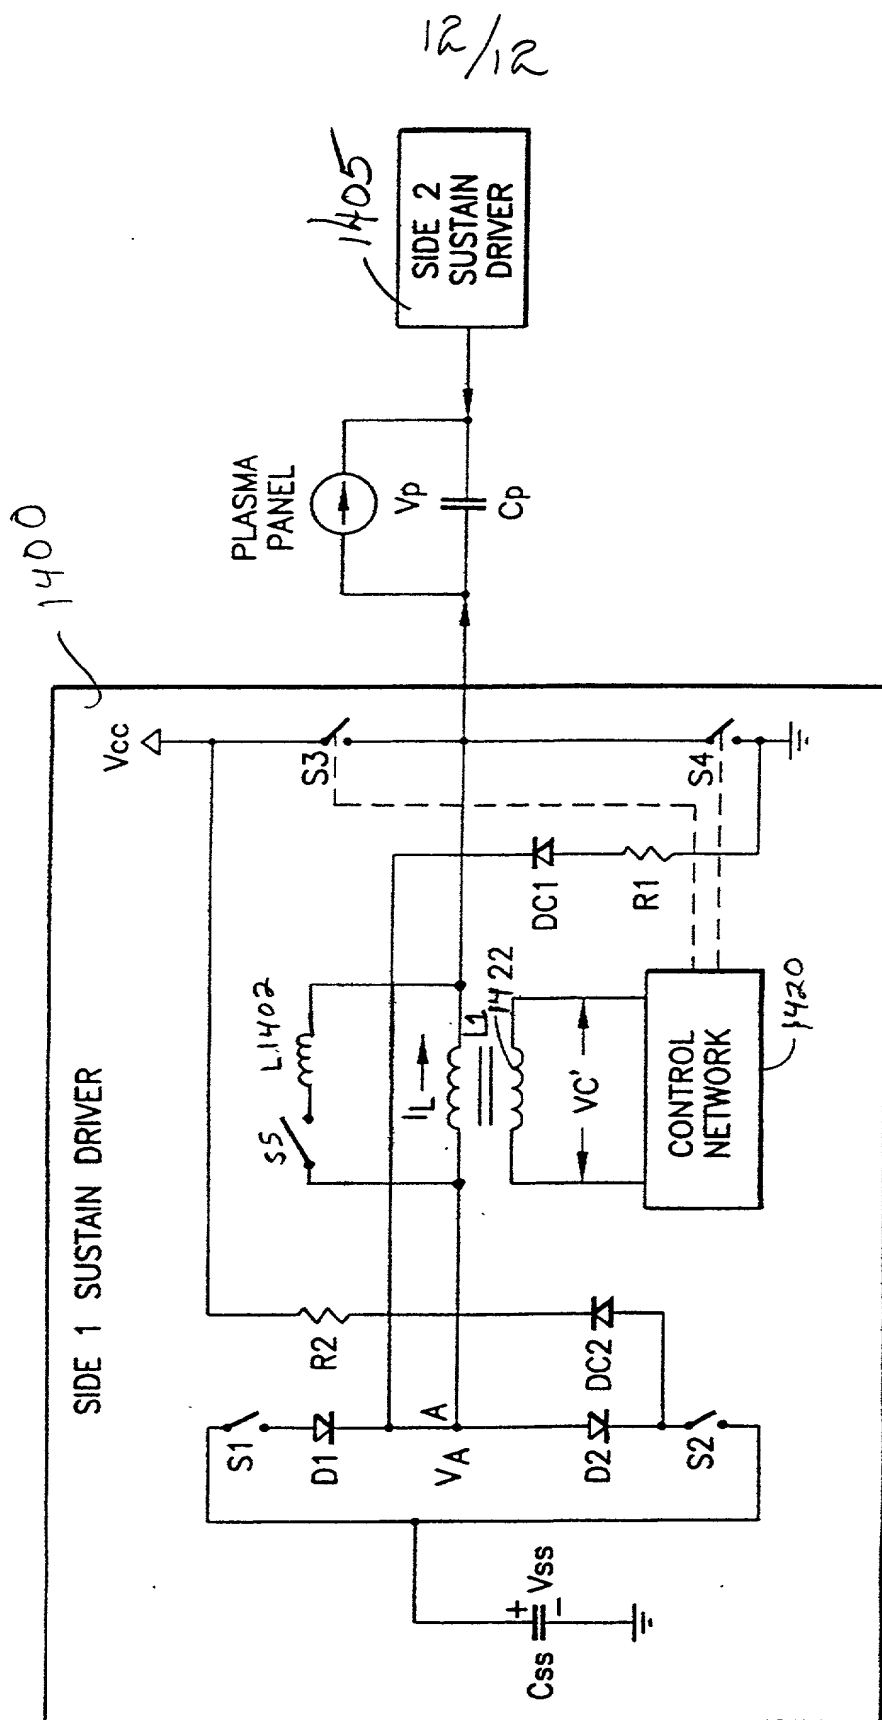 12/12
1400
SIDE 1 SUSTAIN DRIVER
Css
+
Vss
−
S1
D1
VA
A
D2
S2
R2
DC2
S5
L1402
IL
L1
1422
VC'
CONTROL
NETWORK
1420
DC1
R1
Vcc
S3
S4
PLASMA
PANEL
Vp
Cp
SIDE 2
SUSTAIN
DRIVER
1405